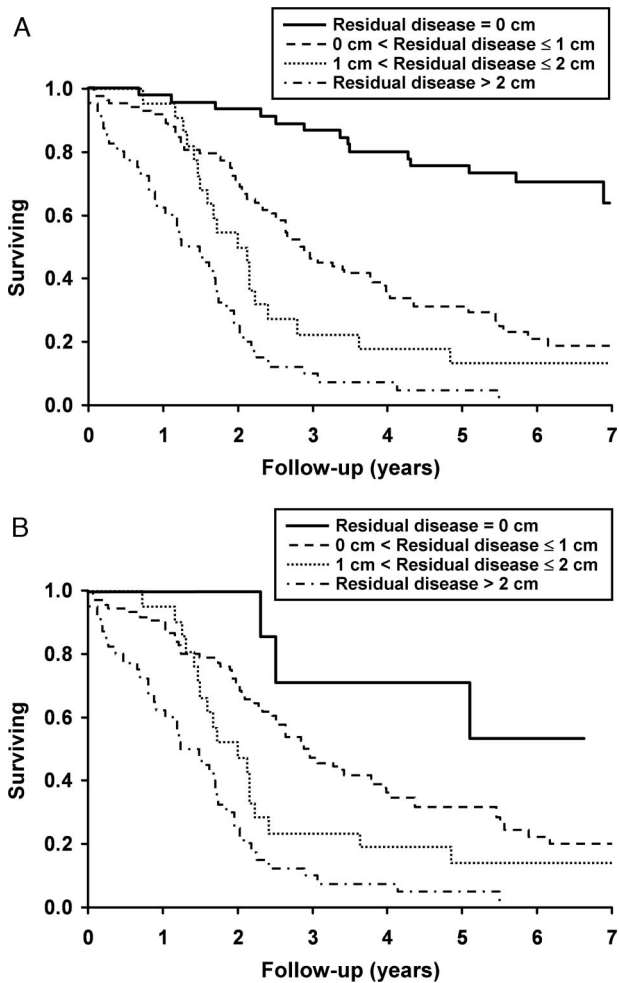 A
Residual disease = 0 cm
0 cm < Residual disease ≤ 1 cm
1 cm < Residual disease ≤ 2 cm
Residual disease > 2 cm
1.0
0.8
0.6
0.4
0.2
0.0
Surviving
0 1 2 3 4 5 6 7
Follow-up (years)
B
Residual disease = 0 cm
0 cm < Residual disease ≤ 1 cm
1 cm < Residual disease ≤ 2 cm
Residual disease > 2 cm
1.0
0.8
0.6
0.4
0.2
0.0
Surviving
0 1 2 3 4 5 6 7
Follow-up (years)